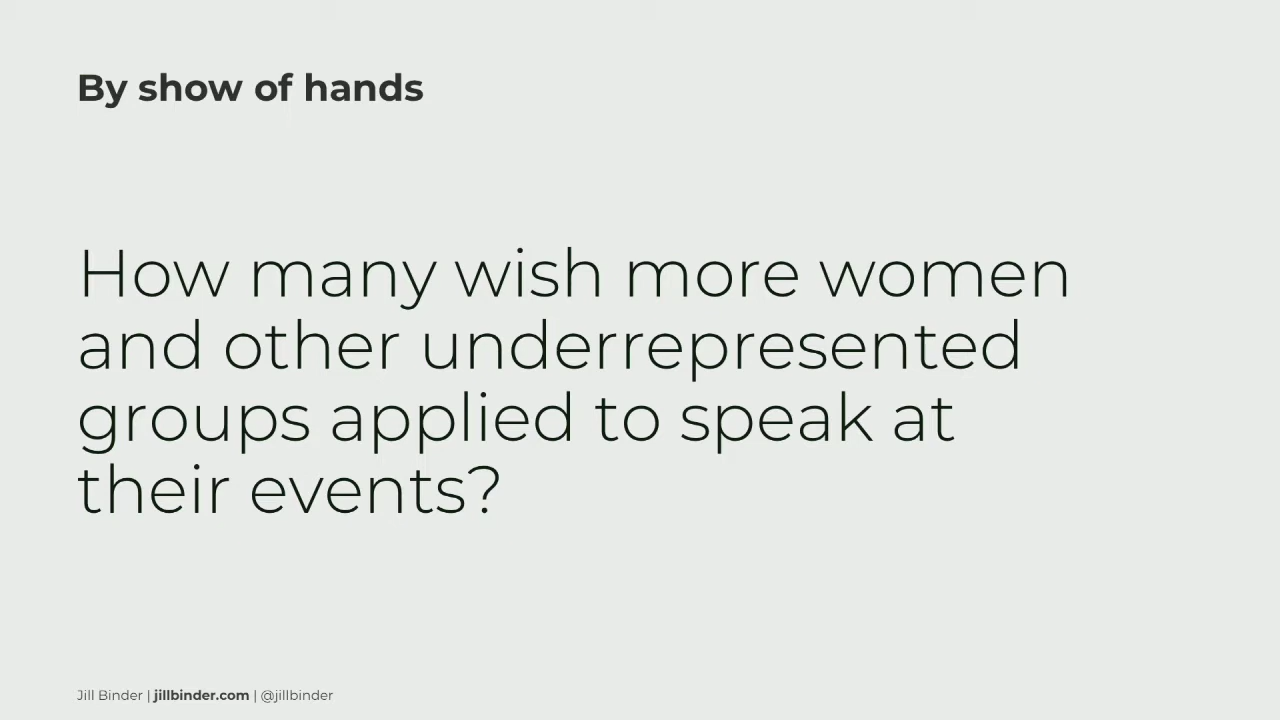 By show of hands
How many wish more women
and other underrepresented
groups applied to speak at
their events?
Jill Binder | jillbinder.com | @jillbinder